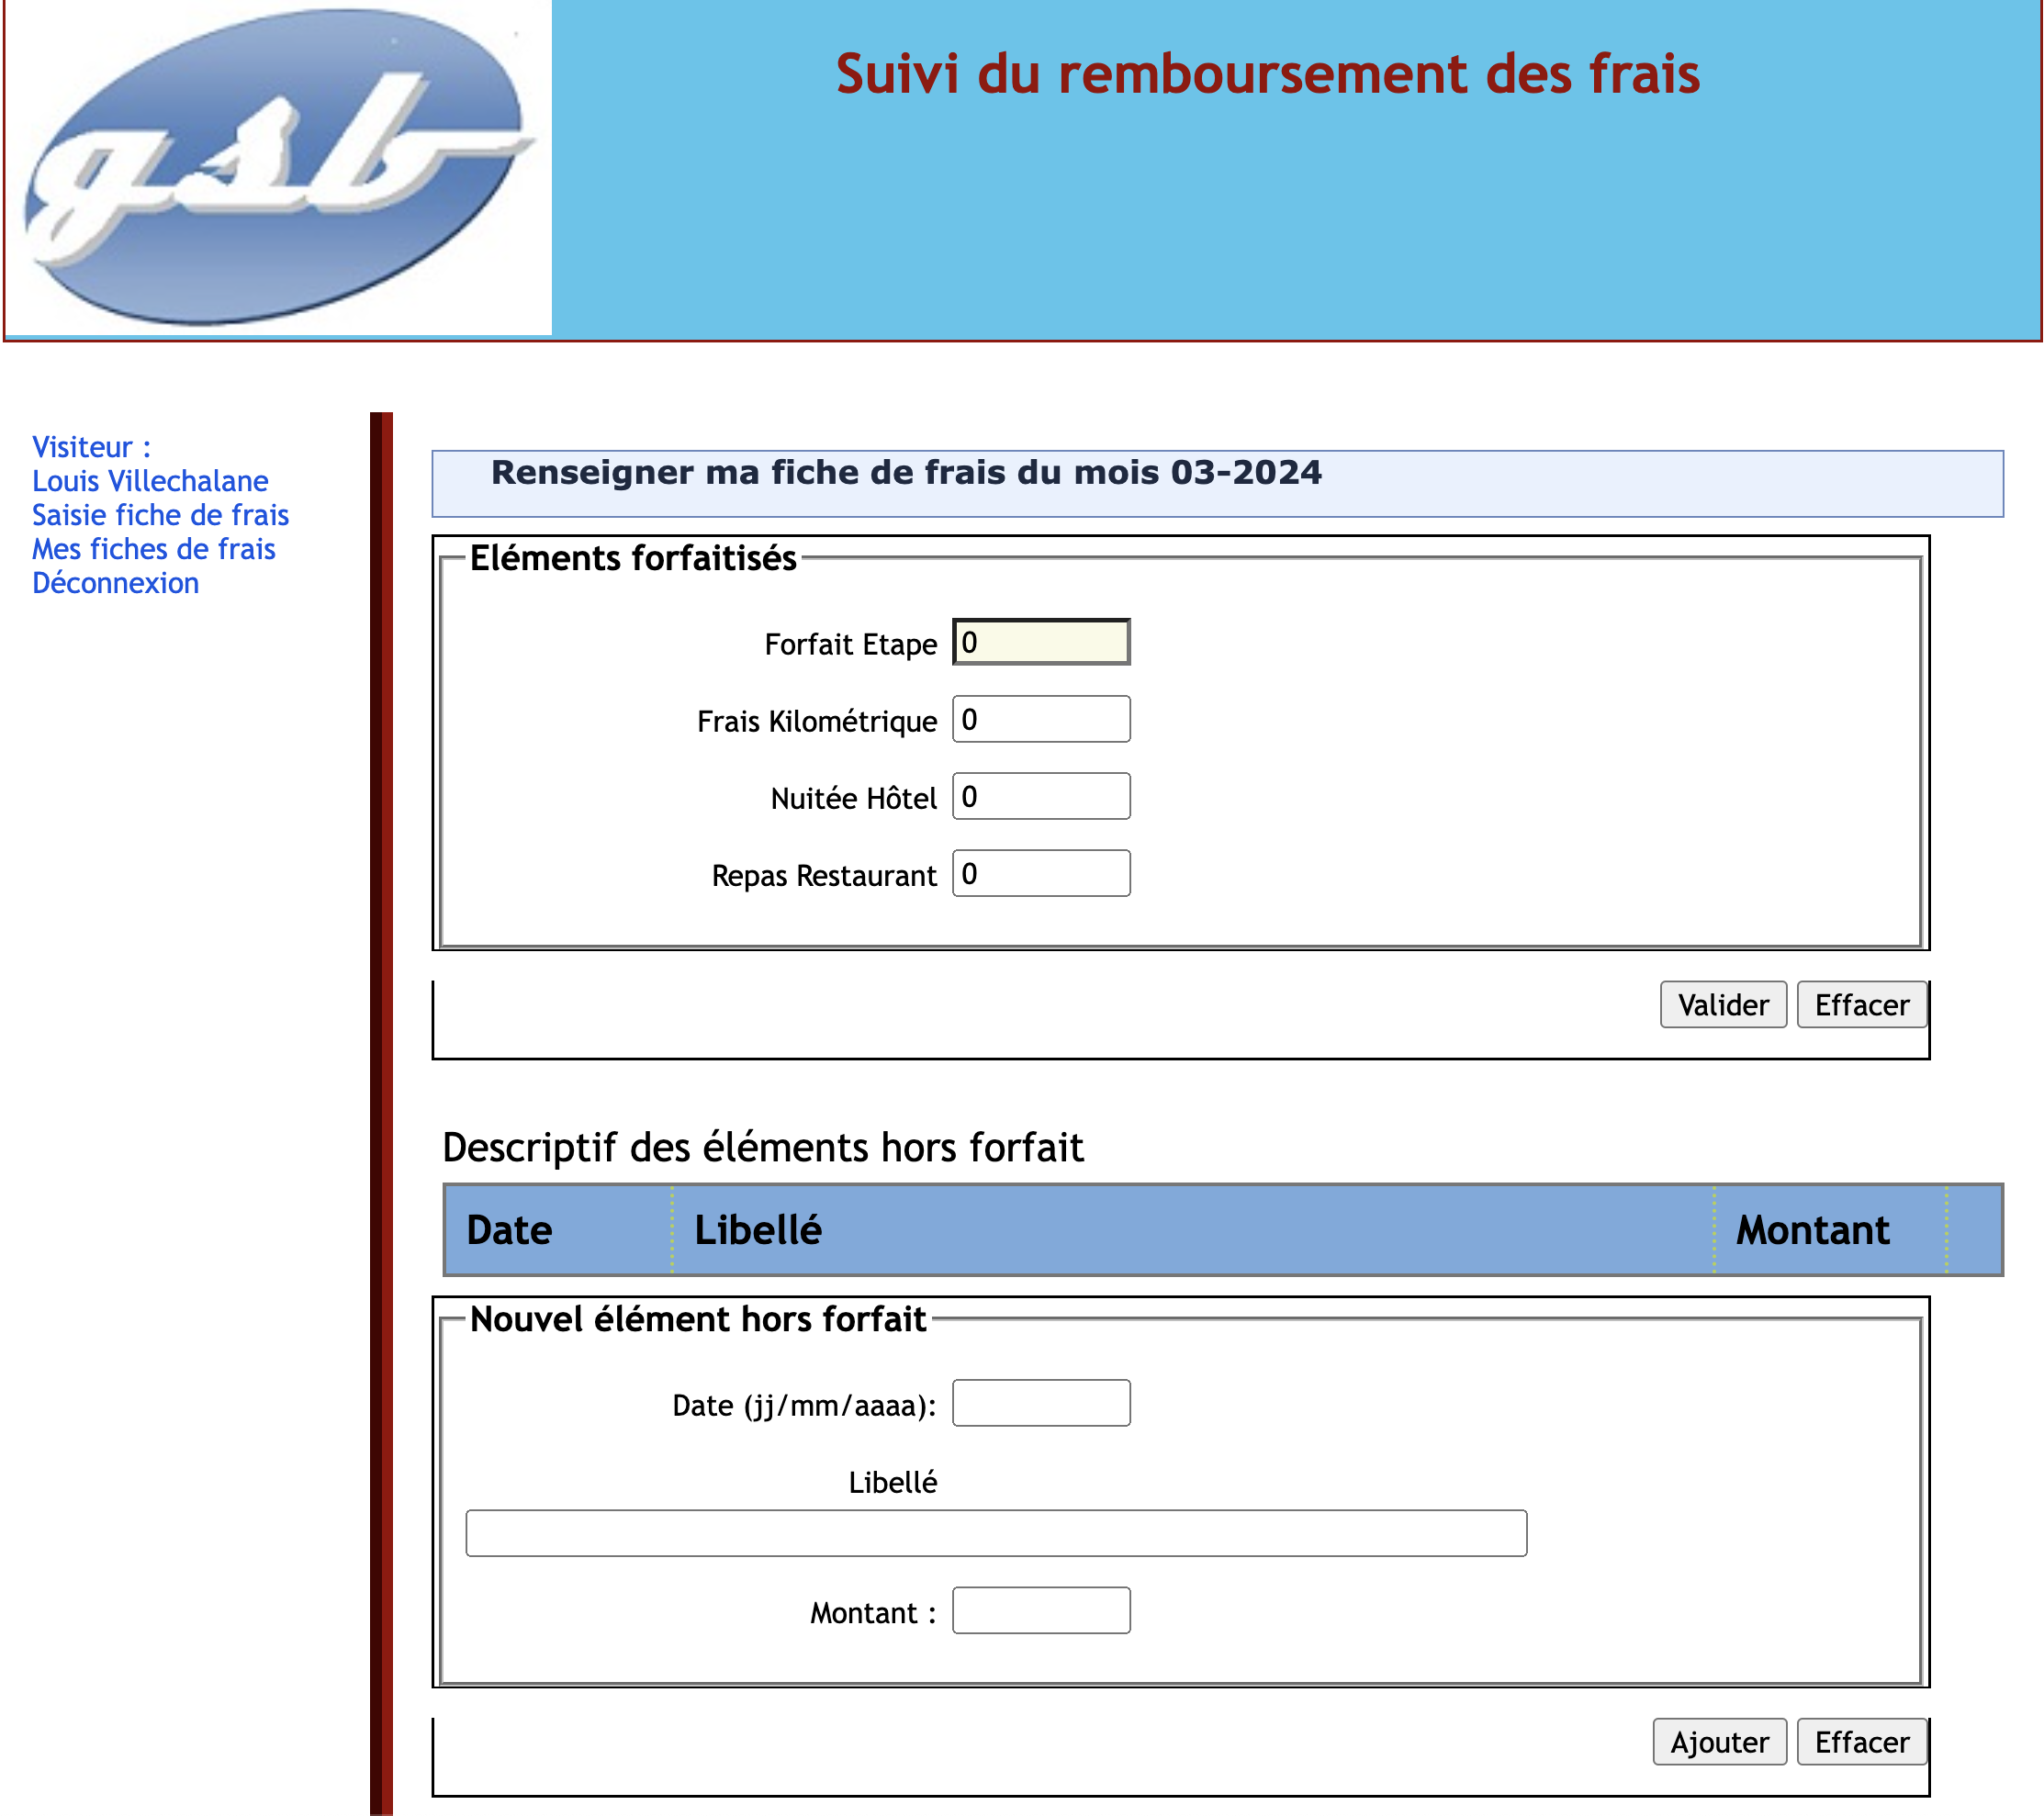 gsb
Suivi du remboursement des frais
Visiteur :
Louis Villechalane
Saisie fiche de frais
Mes fiches de frais
Déconnexion
Renseigner ma fiche de frais du mois 03-2024
Eléments forfaitisés
Forfait Etape 0
Frais Kilométrique 0
Nuitée Hôtel 0
Repas Restaurant 0
Valider Effacer
Descriptif des éléments hors forfait
Date Libellé Montant
Nouvel élément hors forfait
Date (jj/mm/aaaa):
Libellé
Montant :
Ajouter Effacer